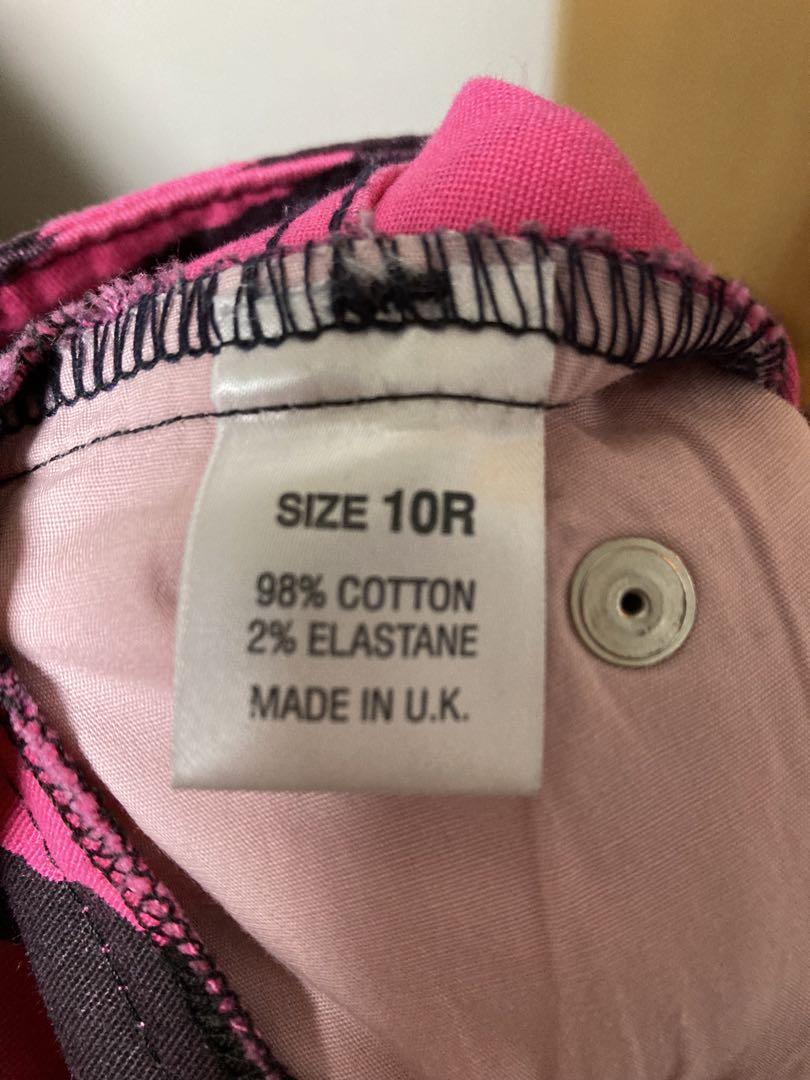 SIZE 10R
98% COTTON
2% ELASTANE
MADE IN U.K.